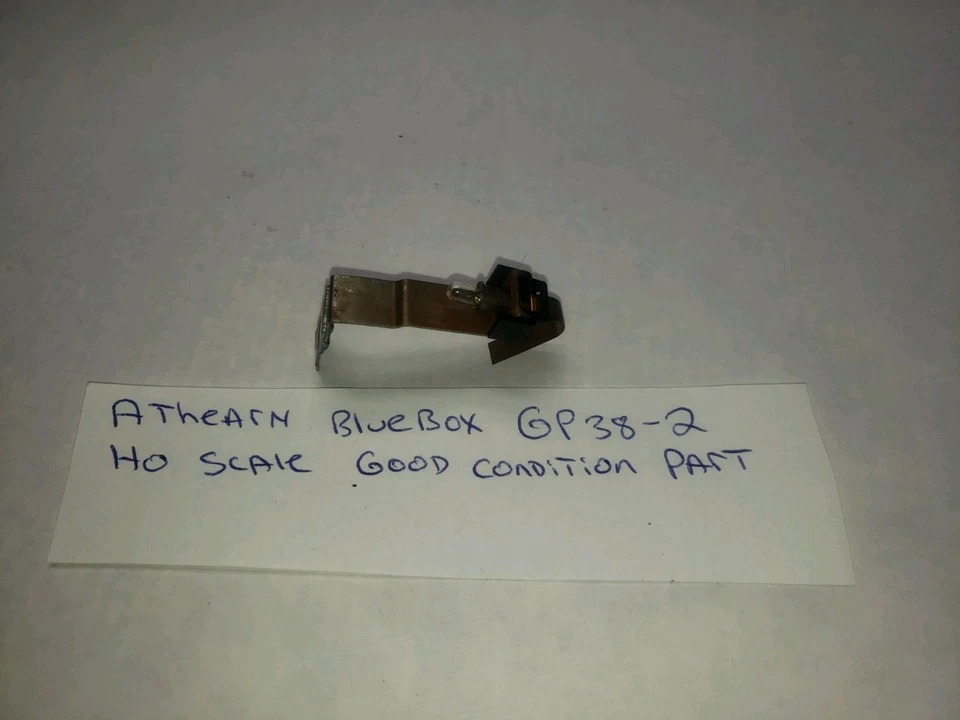 AThEArN BlueBox GP38-2
HO SCAlE GOOD CONDiTiON PArT